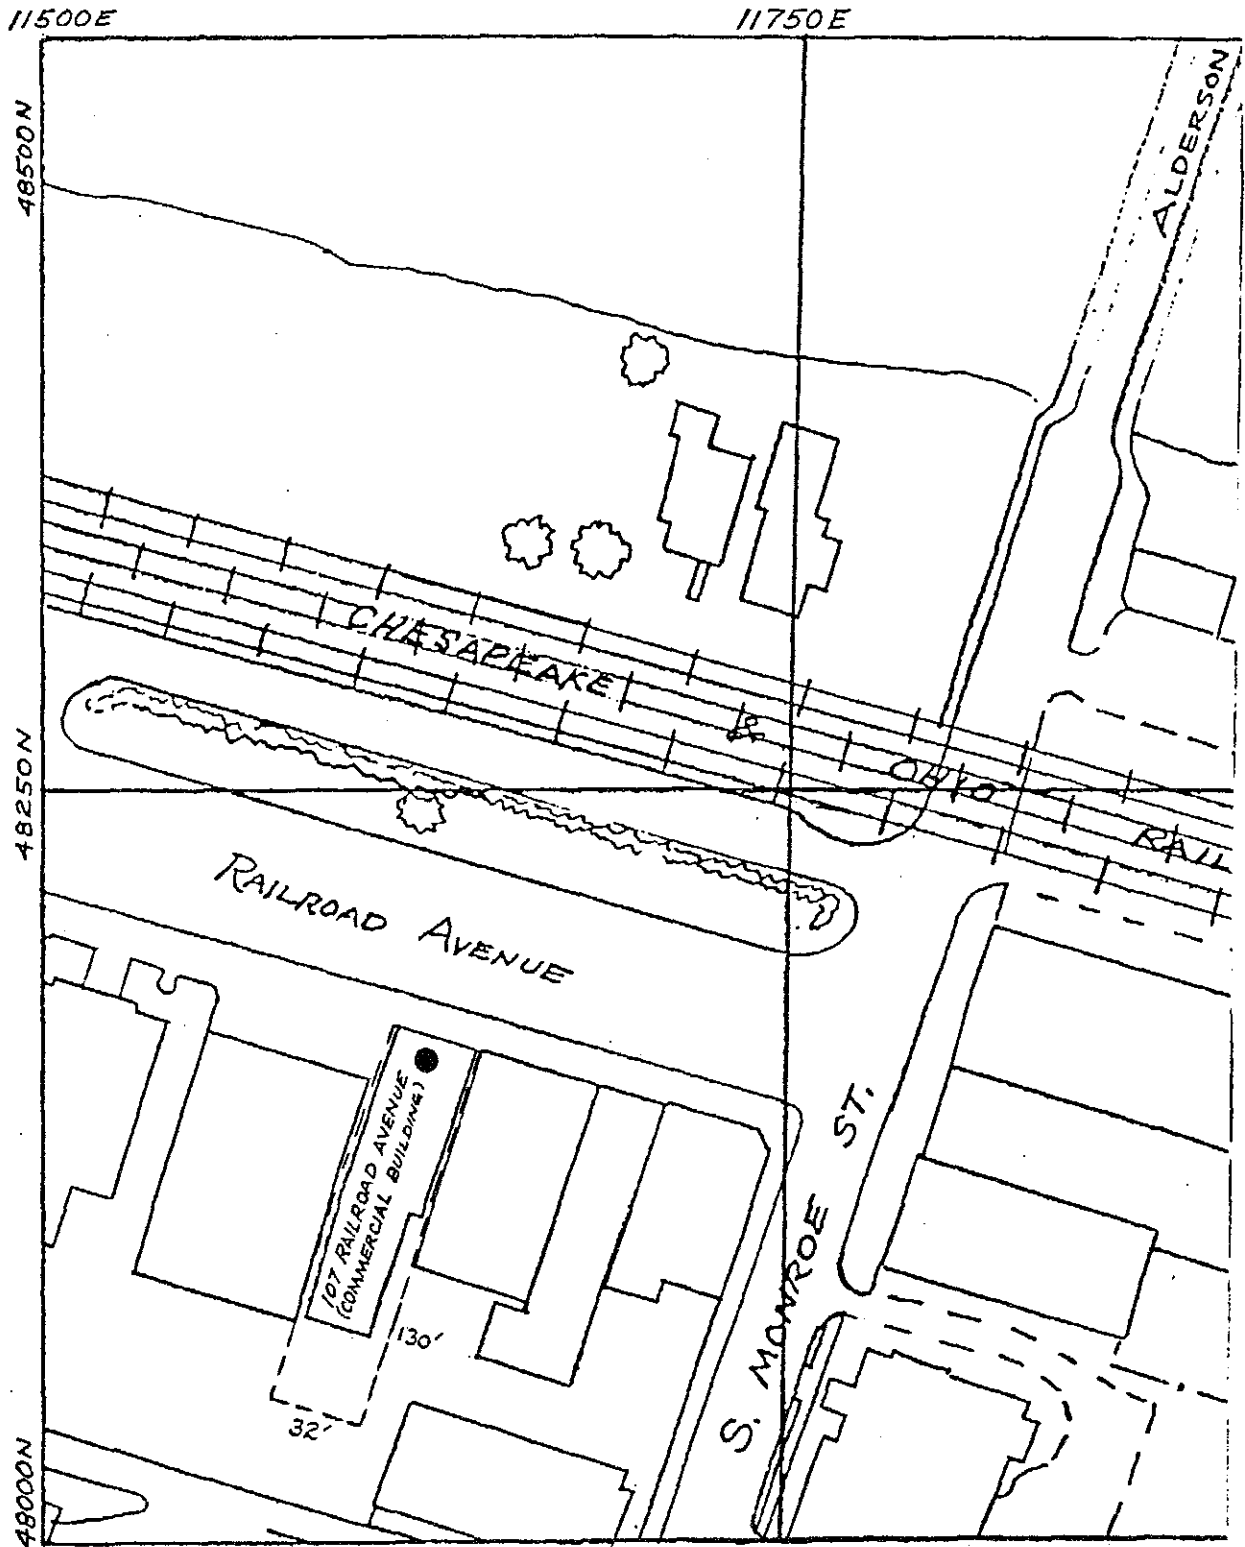 11500E
11750E
48500N
ALDERSON
CHESAPEAKE
&
OHIO
RAIL
48250N
RAILROAD AVENUE
107 RAILROAD AVENUE
(COMMERCIAL BUILDING)
130'
32'
S. MONROE ST.
48000N